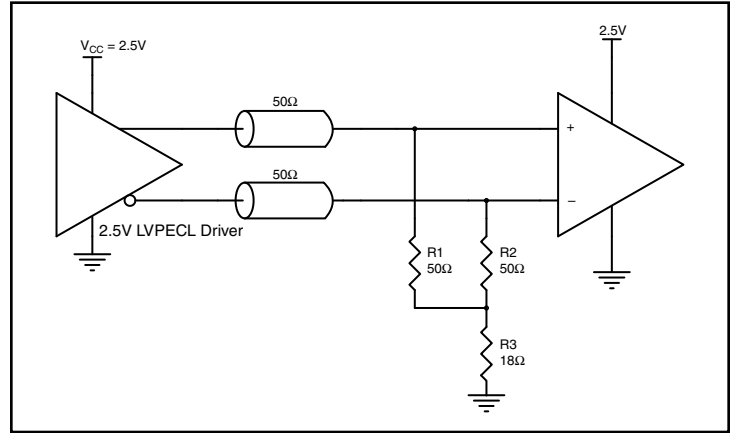 V_CC = 2.5V
2.5V
50Ω
+
50Ω
−
2.5V LVPECL Driver
R1
50Ω
R2
50Ω
R3
18Ω